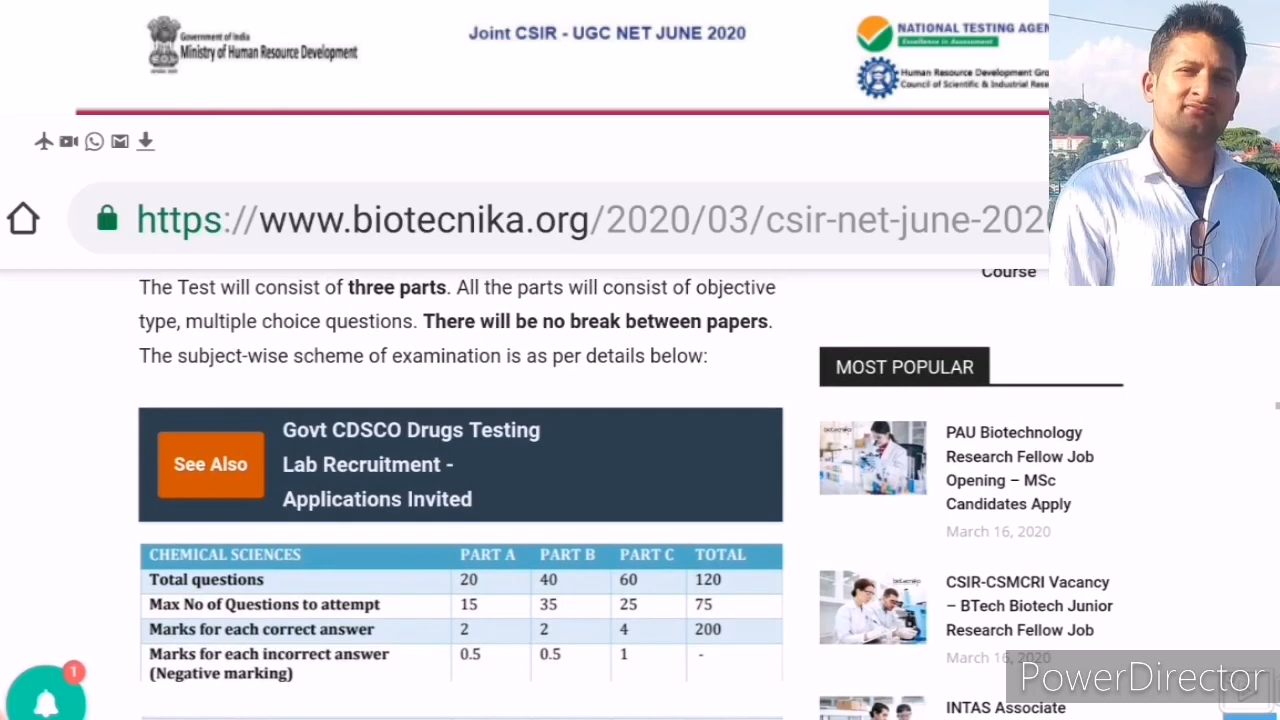 Government of India
Ministry of Human Resource Development
Joint CSIR - UGC NET JUNE 2020
NATIONAL TESTING AGEN
Excellence in Assessment
Human Resource Development Gro
Council of Scientific & Industrial Rese
https://www.biotecnika.org/2020/03/csir-net-june-2020
Course
The Test will consist of three parts. All the parts will consist of objective
type, multiple choice questions. There will be no break between papers.
The subject-wise scheme of examination is as per details below:
See Also
Govt CDSCO Drugs Testing
Lab Recruitment -
Applications Invited
CHEMICAL SCIENCES PART A PART B PART C TOTAL
Total questions 20 40 60 120
Max No of Questions to attempt 15 35 25 75
Marks for each correct answer 2 2 4 200
Marks for each incorrect answer 0.5 0.5 1 -
(Negative marking)
MOST POPULAR
PAU Biotechnology
Research Fellow Job
Opening – MSc
Candidates Apply
March 16, 2020
CSIR-CSMCRI Vacancy
– BTech Biotech Junior
Research Fellow Job
March 16, 2020
INTAS Associate
1
PowerDirector